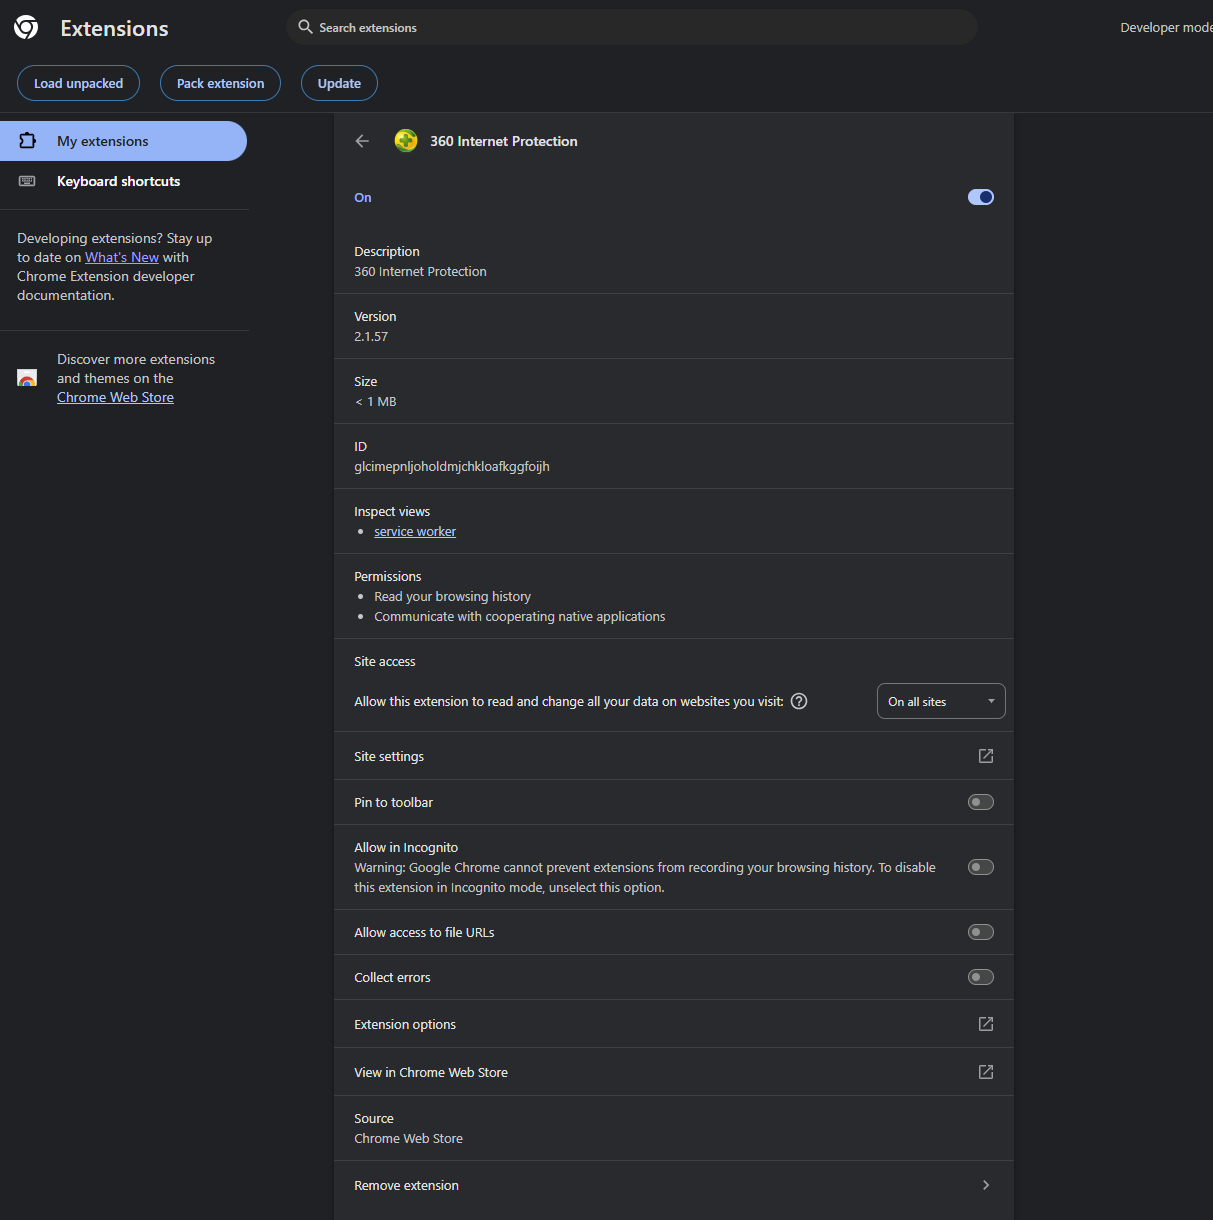 Extensions
Search extensions
Developer mode
Load unpacked
Pack extension
Update
My extensions
Keyboard shortcuts
Developing extensions? Stay up
to date on What's New with
Chrome Extension developer
documentation.
Discover more extensions
and themes on the
Chrome Web Store
360 Internet Protection
On
Description
360 Internet Protection
Version
2.1.57
Size
< 1 MB
ID
glcimepnljoholdmjchkloafkggfoijh
Inspect views
service worker
Permissions
Read your browsing history
Communicate with cooperating native applications
Site access
Allow this extension to read and change all your data on websites you visit:
On all sites
Site settings
Pin to toolbar
Allow in Incognito
Warning: Google Chrome cannot prevent extensions from recording your browsing history. To disable
this extension in Incognito mode, unselect this option.
Allow access to file URLs
Collect errors
Extension options
View in Chrome Web Store
Source
Chrome Web Store
Remove extension